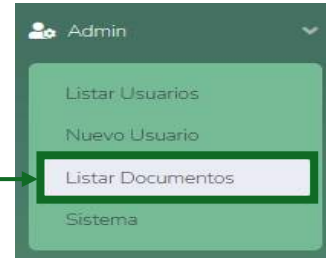 Admin
Listar Usuarios
Nuevo Usuario
Listar Documentos
Sistema